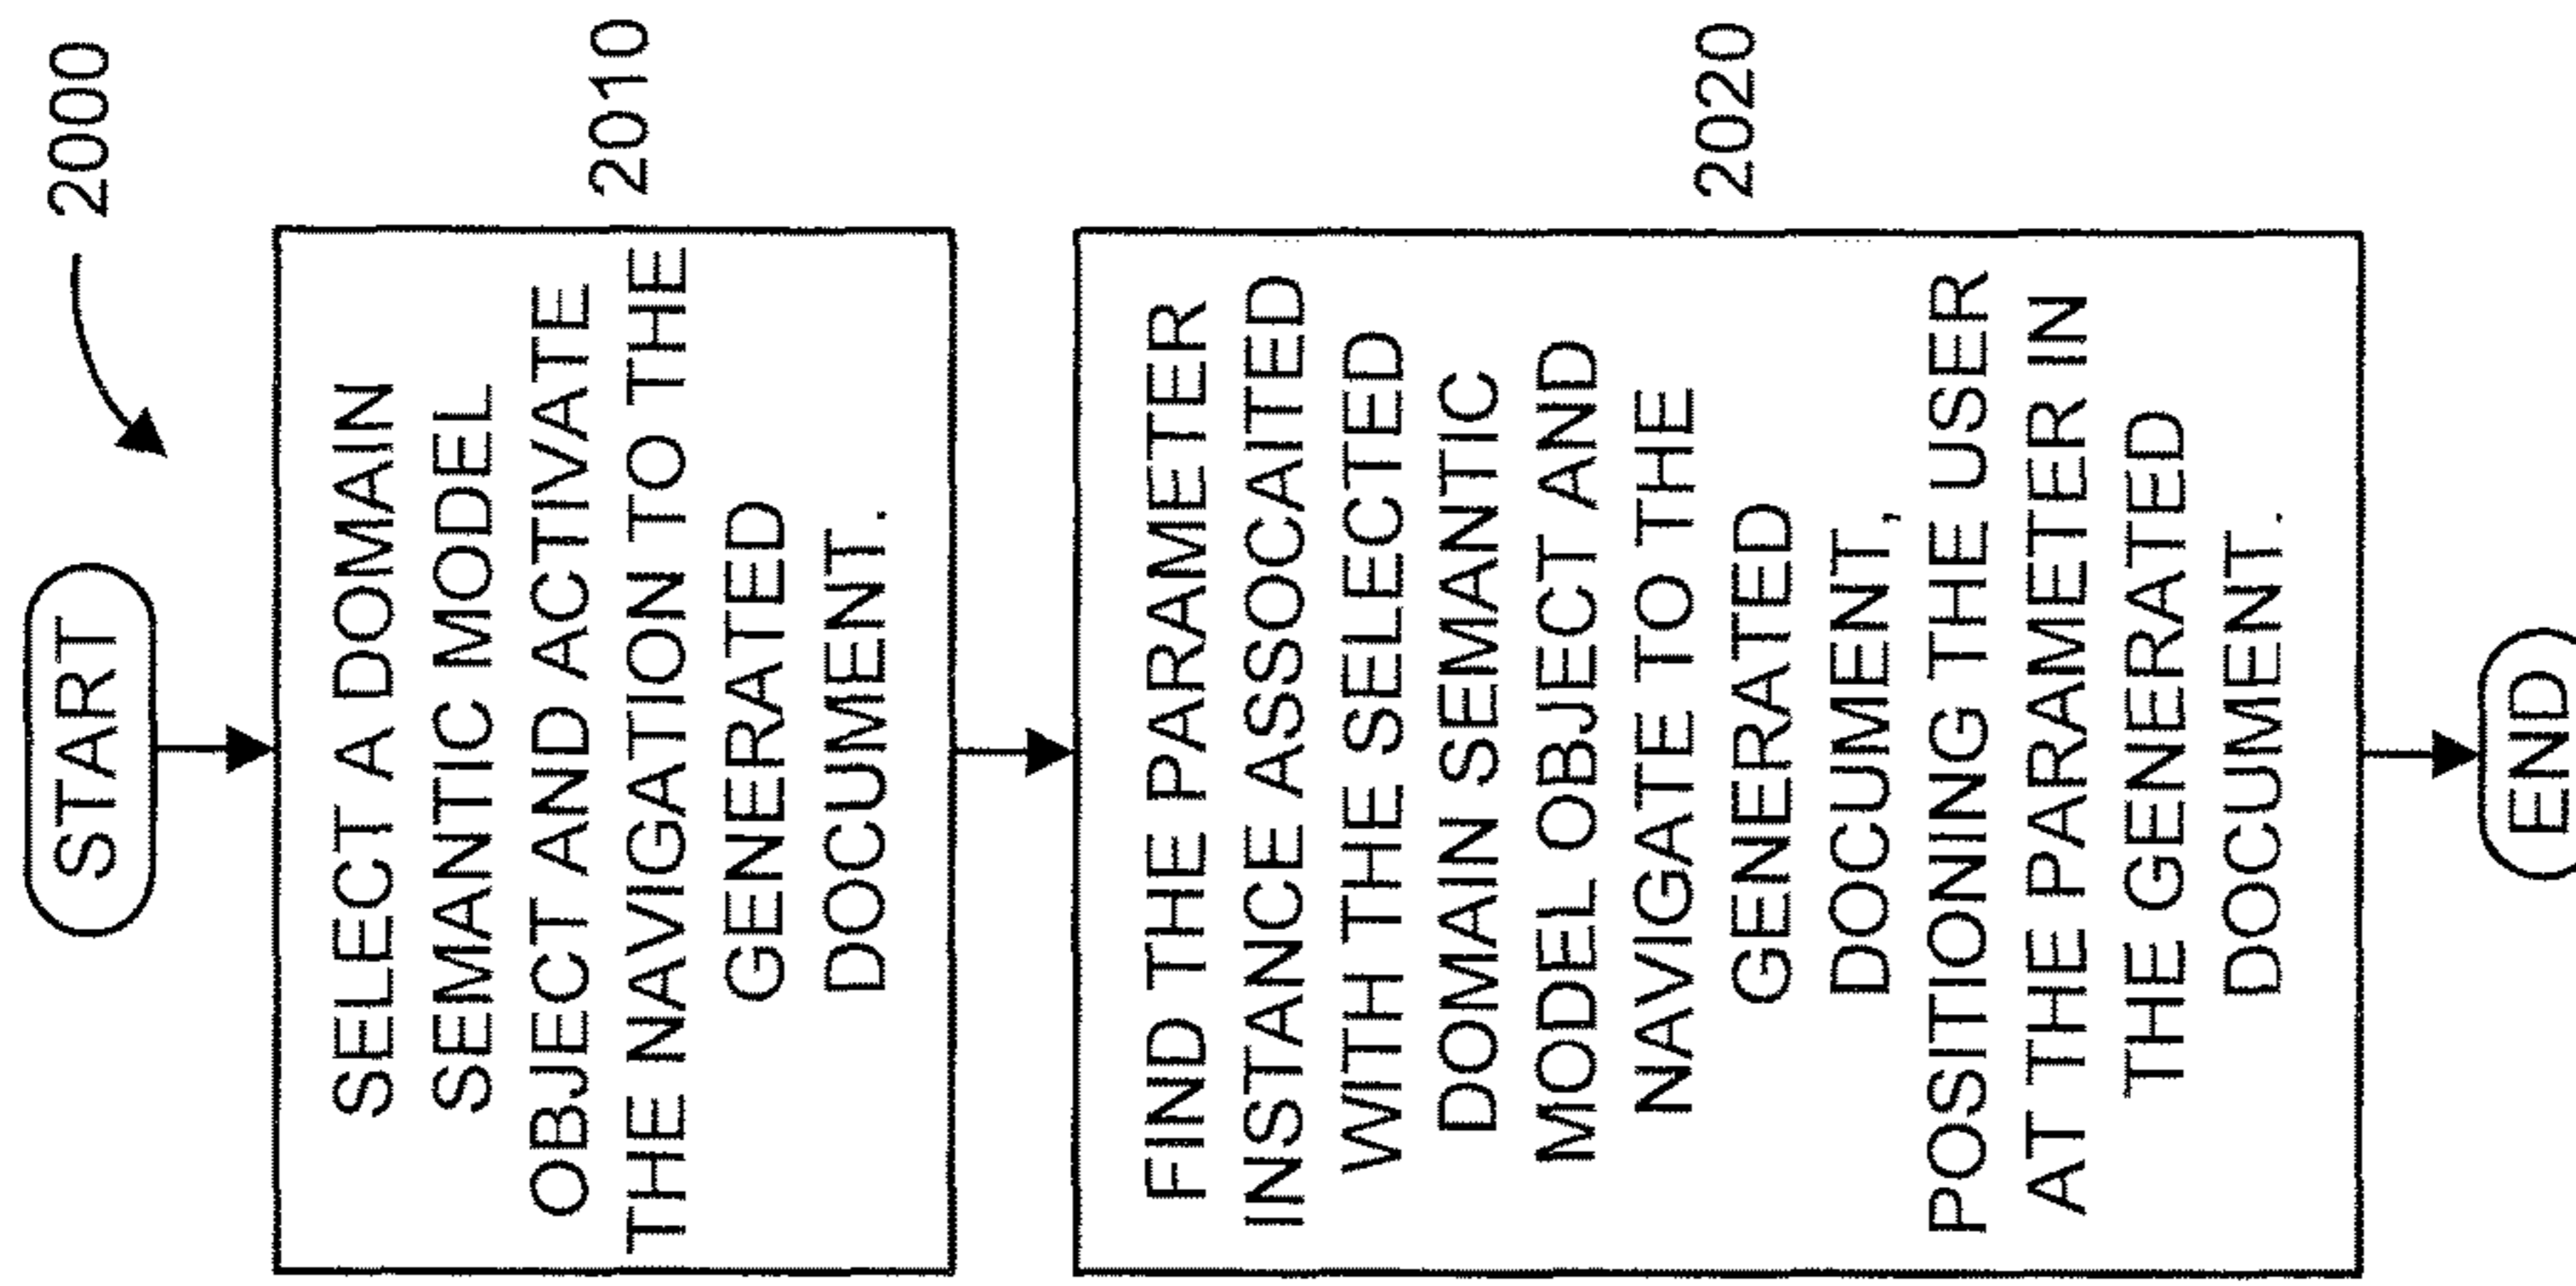 2000
START
SELECT A DOMAIN
SEMANTIC MODEL
OBJECT AND ACTIVATE
THE NAVIGATION TO THE
GENERATED
DOCUMENT.
2010
FIND THE PARAMETER
INSTANCE ASSOCAITED
WITH THE SELECTED
DOMAIN SEMANTIC
MODEL OBJECT AND
NAVIGATE TO THE
GENERATED
DOCUMENT,
POSITIONING THE USER
AT THE PARAMETER IN
THE GENERATED
DOCUMENT.
2020
END